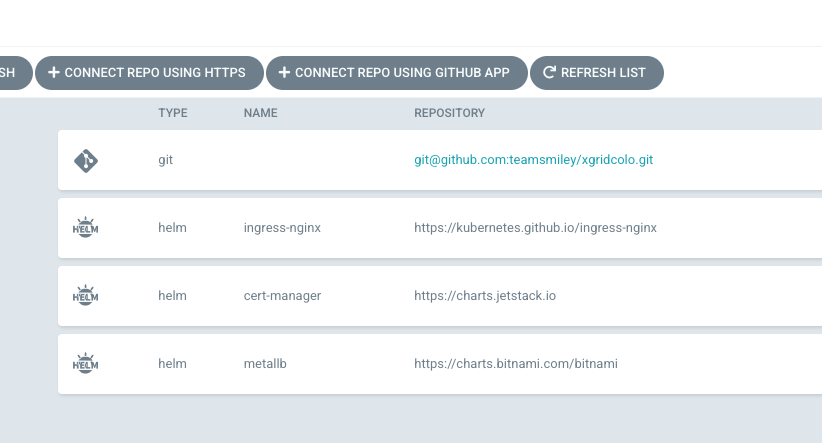 SH CONNECT REPO USING HTTPS CONNECT REPO USING GITHUB APP REFRESH LIST
TYPE NAME REPOSITORY
git git@github.com:teamsmiley/xgridcolo.git
HELM helm ingress-nginx https://kubernetes.github.io/ingress-nginx
HELM helm cert-manager https://charts.jetstack.io
HELM helm metallb https://charts.bitnami.com/bitnami